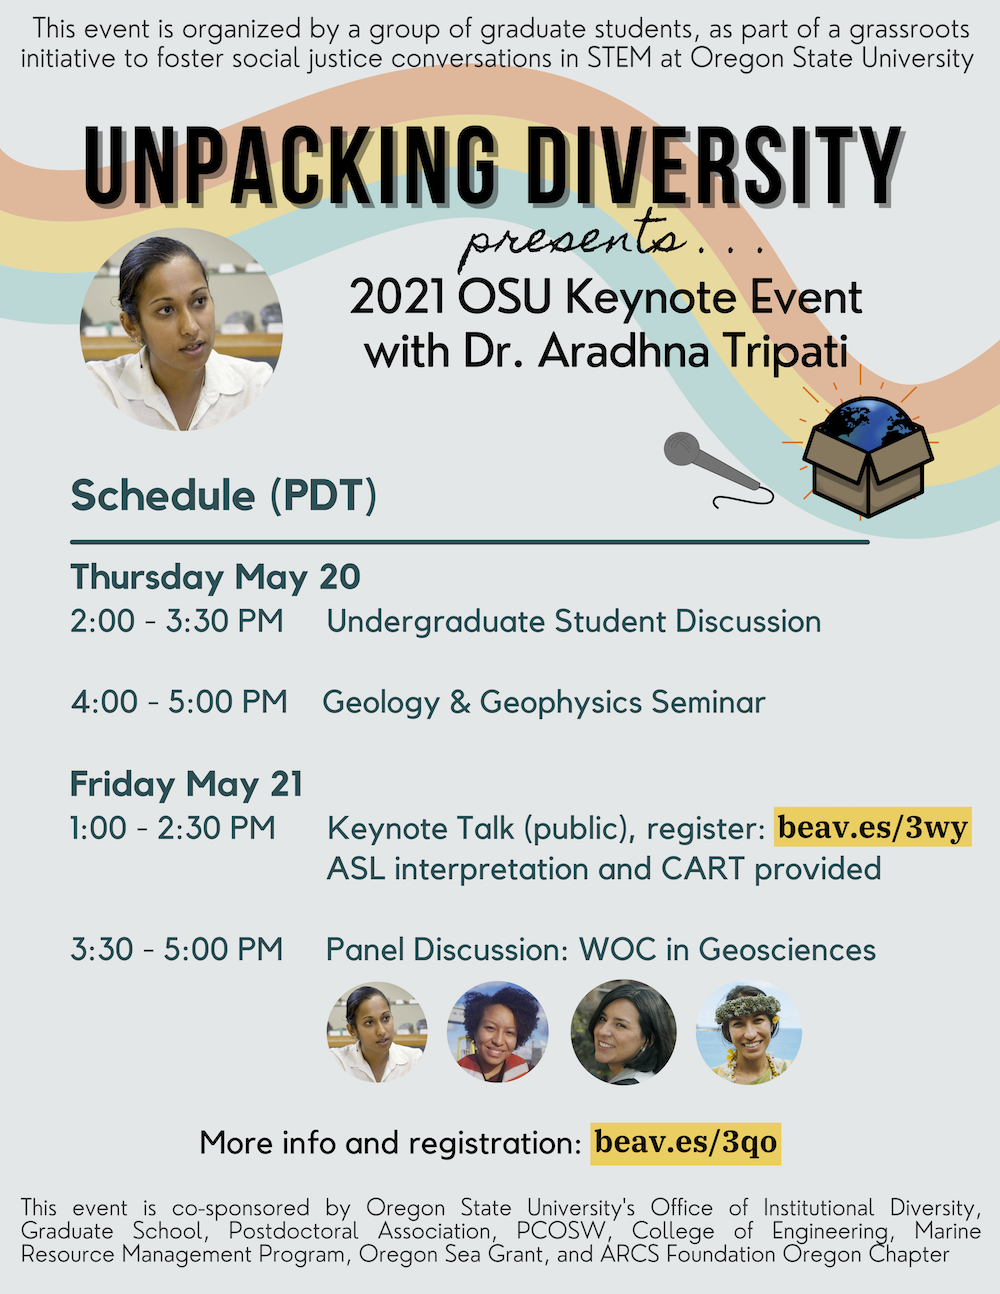 This event is organized by a group of graduate students, as part of a grassroots
initiative to foster social justice conversations in STEM at Oregon State University
UNPACKING DIVERSITY
presents...
2021 OSU Keynote Event
with Dr. Aradhna Tripati
Schedule (PDT)
Thursday May 20
2:00 - 3:30 PM Undergraduate Student Discussion
4:00 - 5:00 PM Geology & Geophysics Seminar
Friday May 21
1:00 - 2:30 PM Keynote Talk (public), register: beav.es/3wy
ASL interpretation and CART provided
3:30 - 5:00 PM Panel Discussion: WOC in Geosciences
More info and registration: beav.es/3qo
This event is co-sponsored by Oregon State University's Office of Institutional Diversity,
Graduate School, Postdoctoral Association, PCOSW, College of Engineering, Marine
Resource Management Program, Oregon Sea Grant, and ARCS Foundation Oregon Chapter